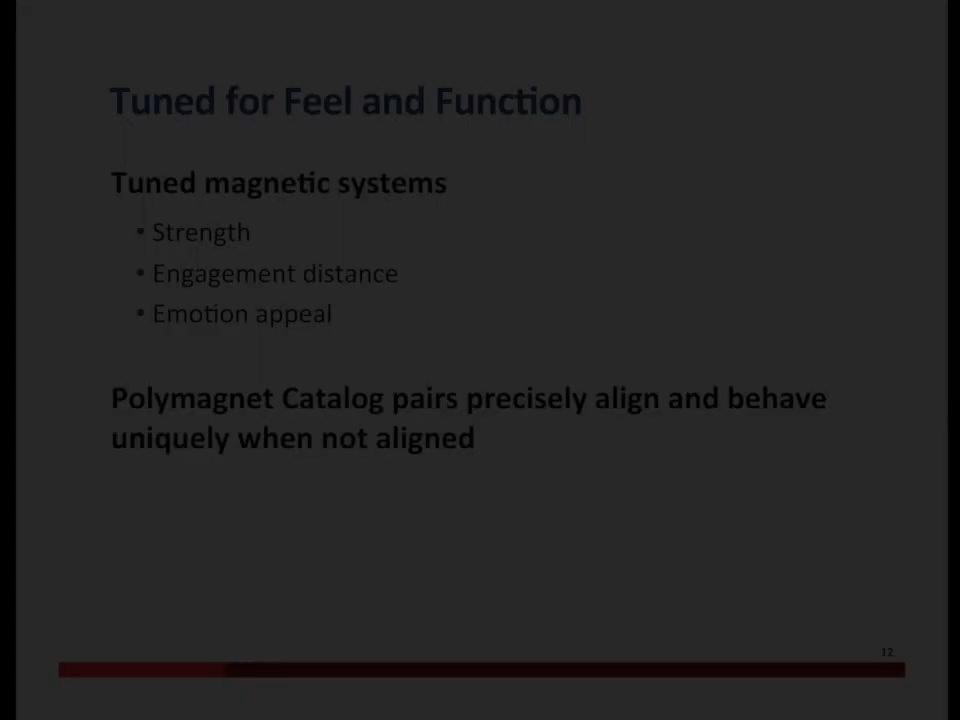 Tuned for Feel and Function
Tuned magnetic systems
• Strength
• Engagement distance
• Emotion appeal
Polymagnet Catalog pairs precisely align and behave
uniquely when not aligned
12